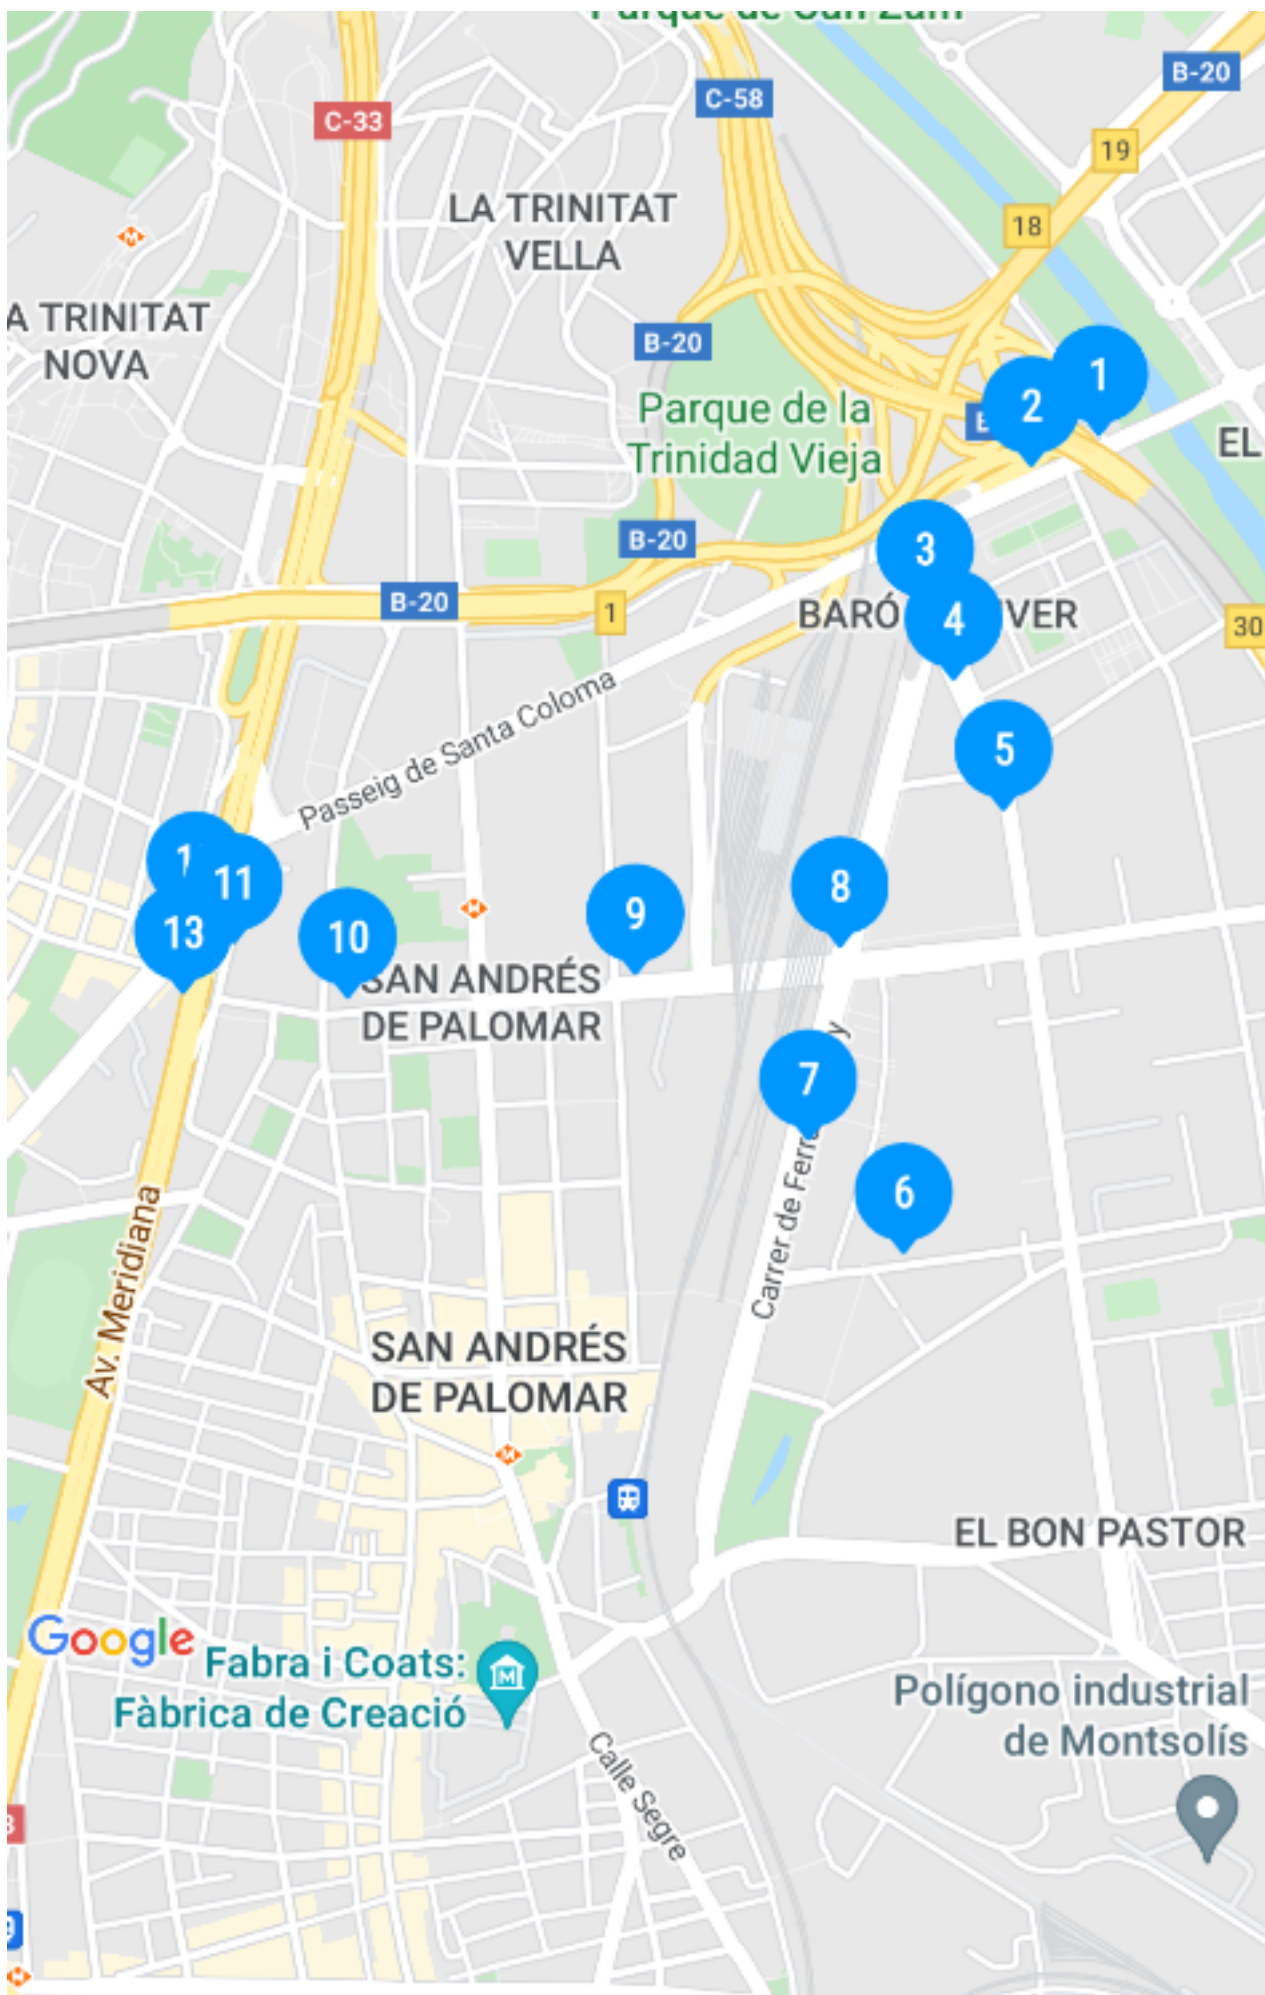 B-20
C-58
C-33
19
LA TRINITAT
VELLA
18
A TRINITAT
NOVA
B-20
1
2
Parque de la
Trinidad Vieja
EL
B-20
3
B-20
1
BARÓ
4
VER
30
Passeig de Santa Coloma
5
11
8
9
13
10
SAN ANDRÉS
DE PALOMAR
7
6
Av. Meridiana
SAN ANDRÉS
DE PALOMAR
EL BON PASTOR
Google
Fabra i Coats:
Fàbrica de Creació
M
Polígono industrial
de Montsolís
Calle Segre
Carrer de Ferr
y